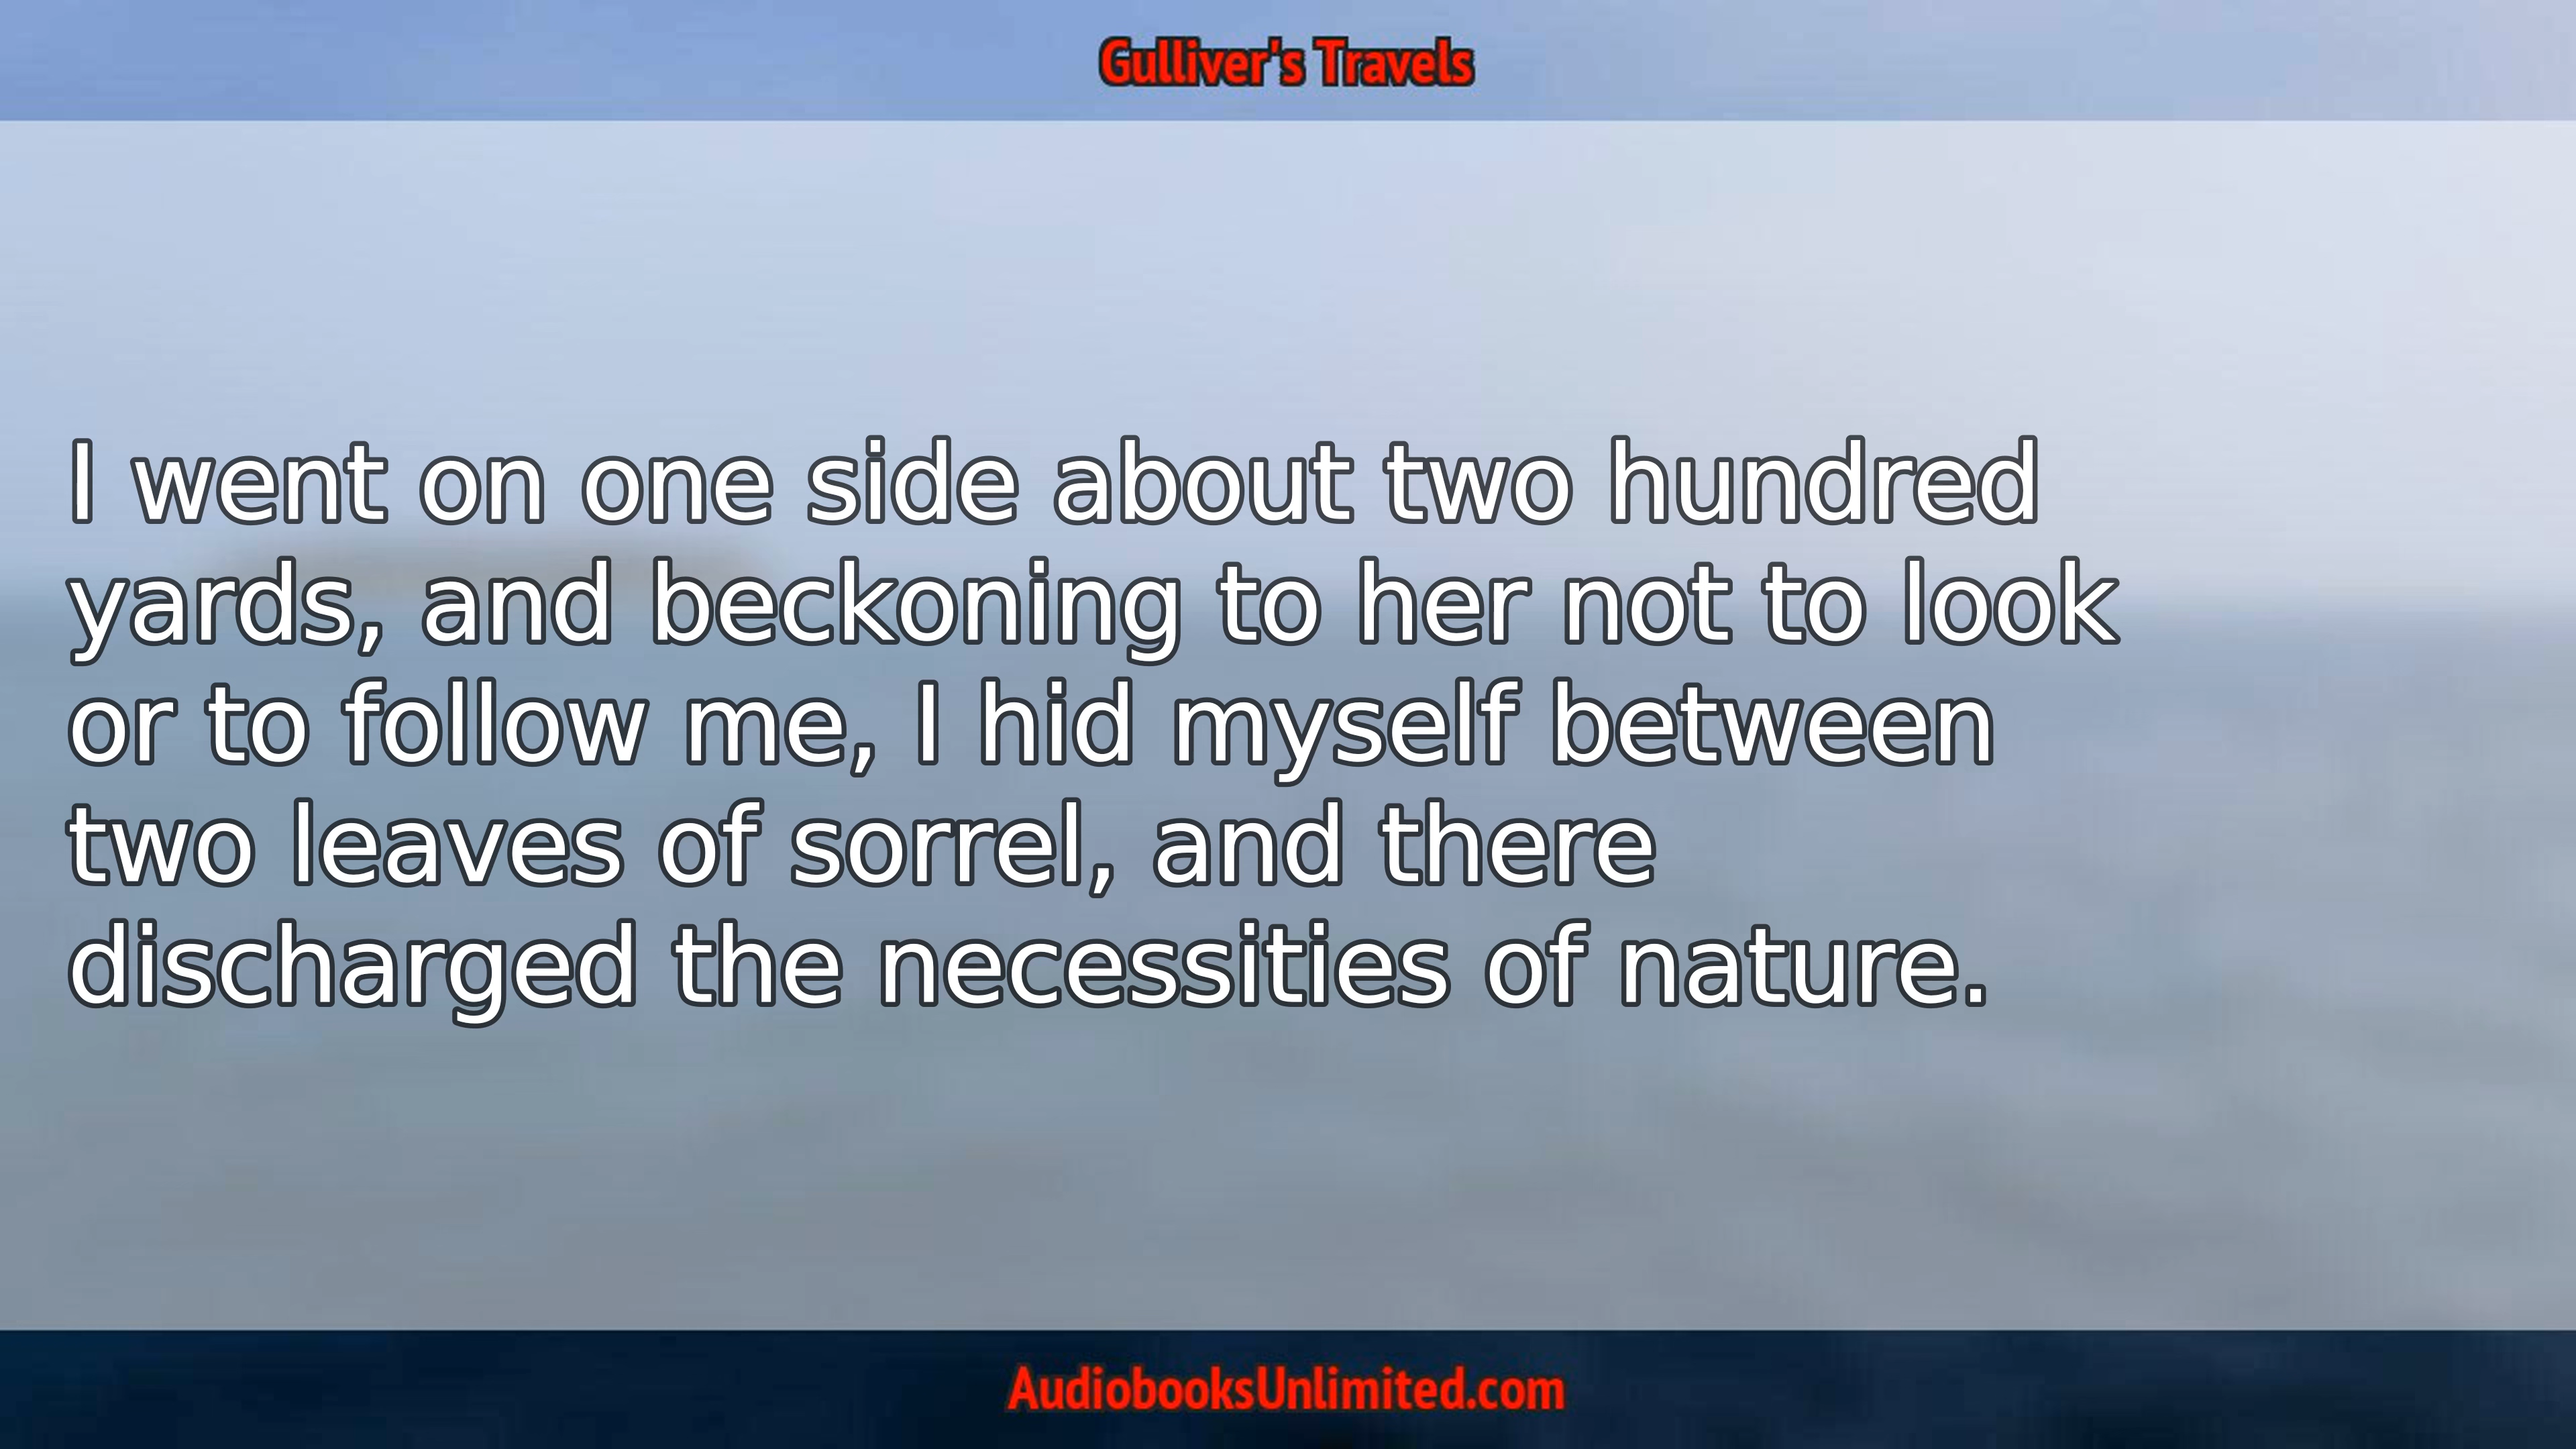 Gulliver's Travels
I went on one side about two hundred
yards, and beckoning to her not to look
or to follow me, I hid myself between
two leaves of sorrel, and there
discharged the necessities of nature.
AudiobooksUnlimited.com